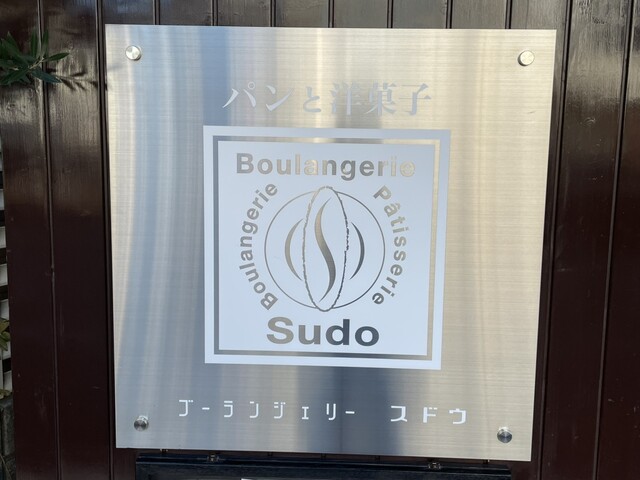 パンと洋菓子
Boulangerie
Boulangerie
Pâtisserie
Sudo
ブーランジェリー スドウ